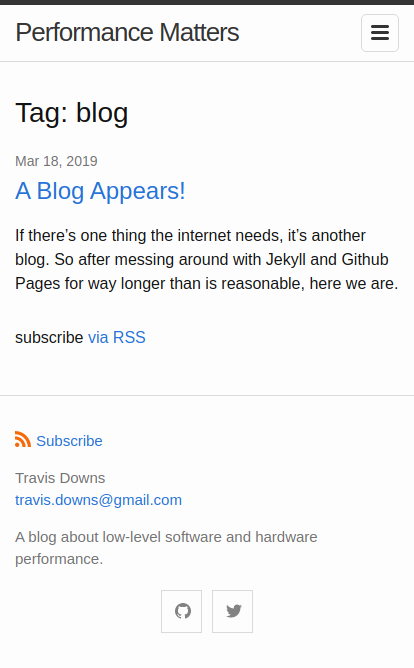 Performance Matters
Tag: blog
Mar 18, 2019
A Blog Appears!
If there’s one thing the internet needs, it’s another
blog. So after messing around with Jekyll and Github
Pages for way longer than is reasonable, here we are.
subscribe via RSS
Subscribe
Travis Downs
travis.downs@gmail.com
A blog about low-level software and hardware
performance.